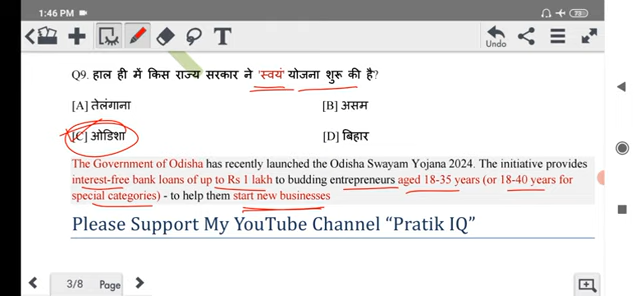 1:46 PM
73
T
Undo
Q9. हाल ही में किस राज्य सरकार ने 'स्वयं' योजना शुरू की है?
[A] तेलंगाना [B] असम
[C] ओडिशा [D] बिहार
The Government of Odisha has recently launched the Odisha Swayam Yojana 2024. The initiative provides
interest-free bank loans of up to Rs 1 lakh to budding entrepreneurs aged 18-35 years (or 18-40 years for
special categories) - to help them start new businesses
Please Support My YouTube Channel “Pratik IQ”
3/8 Page